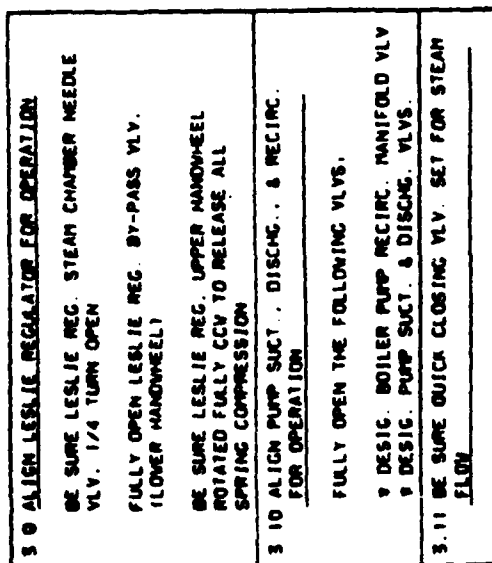 3 9 ALIGN LESLIE REGULATOR FOR OPERATION
BE SURE LESLIE REG. STEAM CHAMBER NEEDLE
VLV. 1/4 TURN OPEN
FULLY OPEN LESLIE REG. BY-PASS VLV.
(LOWER HANDWHEEL)
BE SURE LESLIE REG. UPPER HANDWHEEL
ROTATED FULLY CCW TO RELEASE ALL
SPRING COMPRESSION
3 10 ALIGN PUMP SUCT., DISCHG., & RECIRC.
FOR OPERATION
FULLY OPEN THE FOLLOWING VLVS.
* DESIG. BOILER PUMP RECIRC. MANIFOLD VLV
* DESIG. PUMP SUCT. & DISCHG. VLVS.
3.11 BE SURE QUICK CLOSING VLV. SET FOR STEAM
FLOW